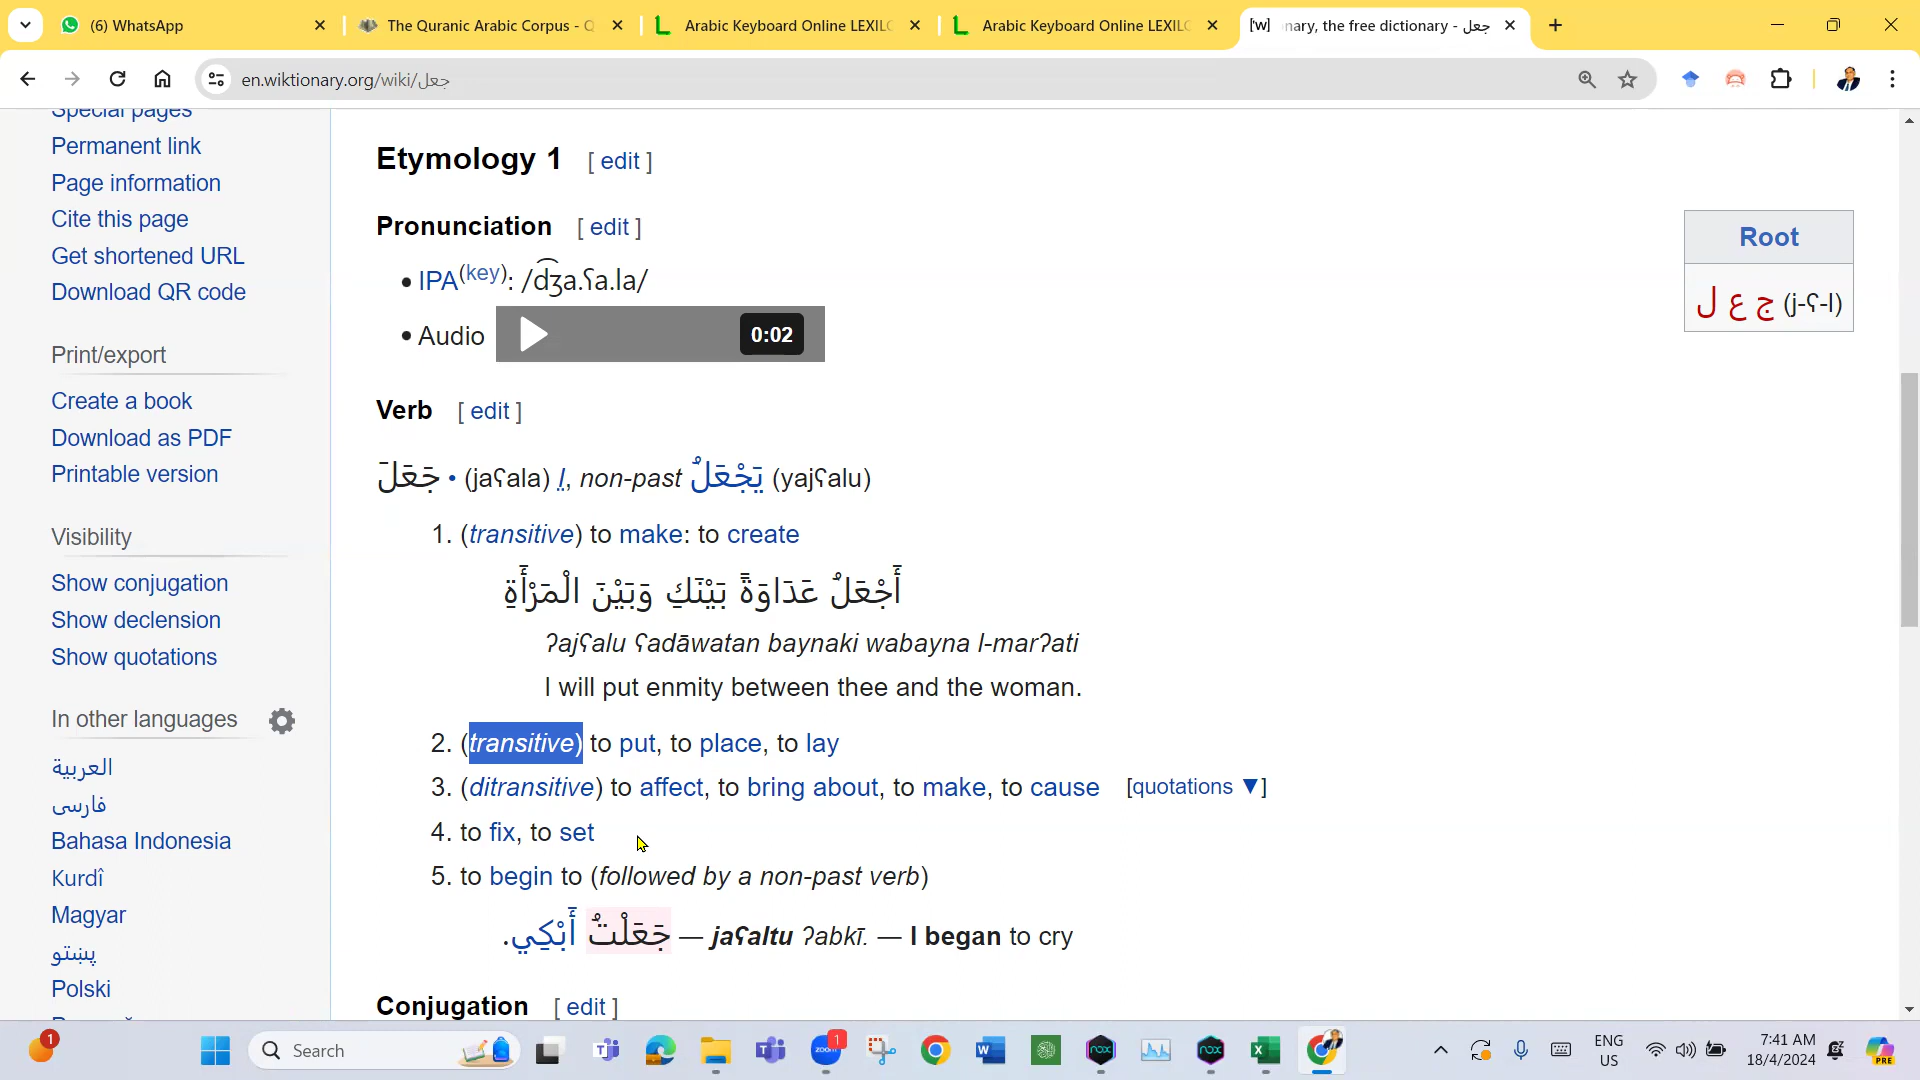 (6) WhatsApp
The Quranic Arabic Corpus - Q
Arabic Keyboard Online LEXILO
Arabic Keyboard Online LEXILO
[W] nary, the free dictionary - جعل
en.wiktionary.org/wiki/جعل
Special pages
Permanent link
Page information
Cite this page
Get shortened URL
Download QR code
Print/export
Create a book
Download as PDF
Printable version
Visibility
Show conjugation
Show declension
Show quotations
In other languages
العربية
فارسی
Bahasa Indonesia
Kurdî
Magyar
پښتو
Polski
Etymology 1 [ edit ]
Pronunciation [ edit ]
• IPA(key): /d͡ʒa.ʕa.la/
• Audio 0:02
Root
ج ع ل (j-ʕ-l)
Verb [ edit ]
جَعَلَ • (jaʕala) I, non-past يَجْعَلُ (yajʕalu)
1. (transitive) to make: to create
أَجْعَلُ عَدَاوَةً بَيْنَكِ وَبَيْنَ الْمَرْأَةِ
ʔajʕalu ʕadāwatan baynaki wabayna l-marʔati
I will put enmity between thee and the woman.
2. (transitive) to put, to place, to lay
3. (ditransitive) to affect, to bring about, to make, to cause [quotations ▼]
4. to fix, to set
5. to begin to (followed by a non-past verb)
جَعَلْتُ أَبْكِي. — jaʕaltu ʔabkī. — I began to cry
Conjugation [ edit ]
1
Search
zoom
1
nox
nox
ENG
US
7:41 AM
18/4/2024
PRE